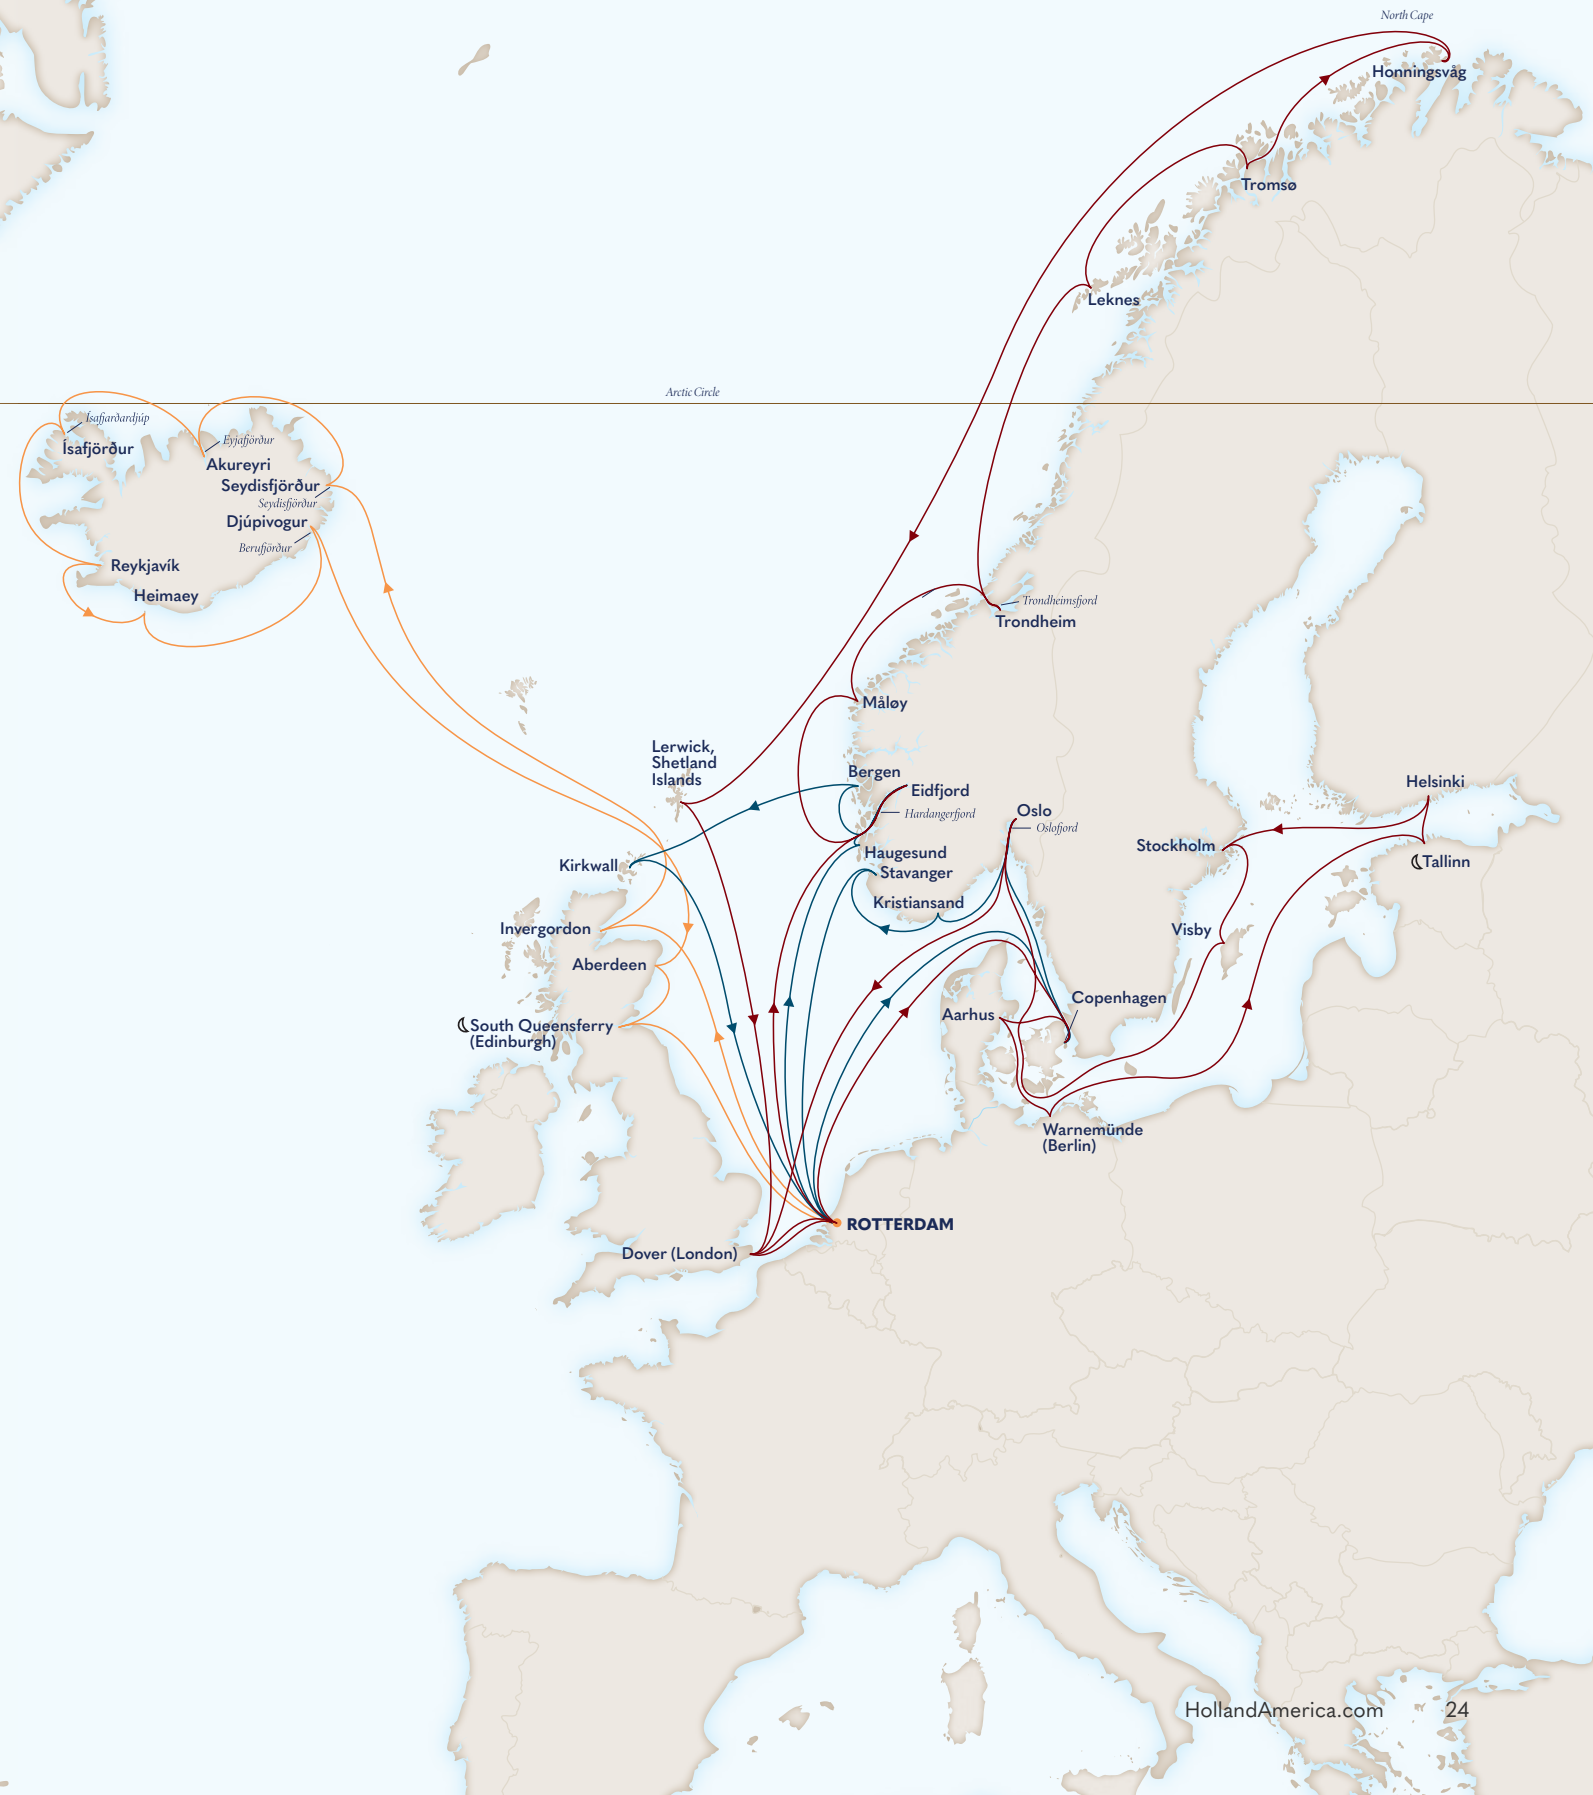 North Cape
Honningsvåg
Tromsø
Leknes
Arctic Circle
Ísafjarðardjúp
Ísafjörður
Eyjafjörður
Akureyri
Seydisfjörður
Seydisfjörður
Djúpivogur
Berufjörður
Reykjavík
Heimaey
Trondheimsfjord
Trondheim
Måløy
Lerwick,
Shetland
Islands
Bergen
Eidfjord
Hardangerfjord
Oslo
Oslofjord
Helsinki
Stockholm
Tallinn
Haugesund
Kirkwall
Stavanger
Kristiansand
Invergordon
Visby
Aberdeen
Copenhagen
Aarhus
South Queensferry
(Edinburgh)
Warnemünde
(Berlin)
ROTTERDAM
Dover (London)
HollandAmerica.com
24